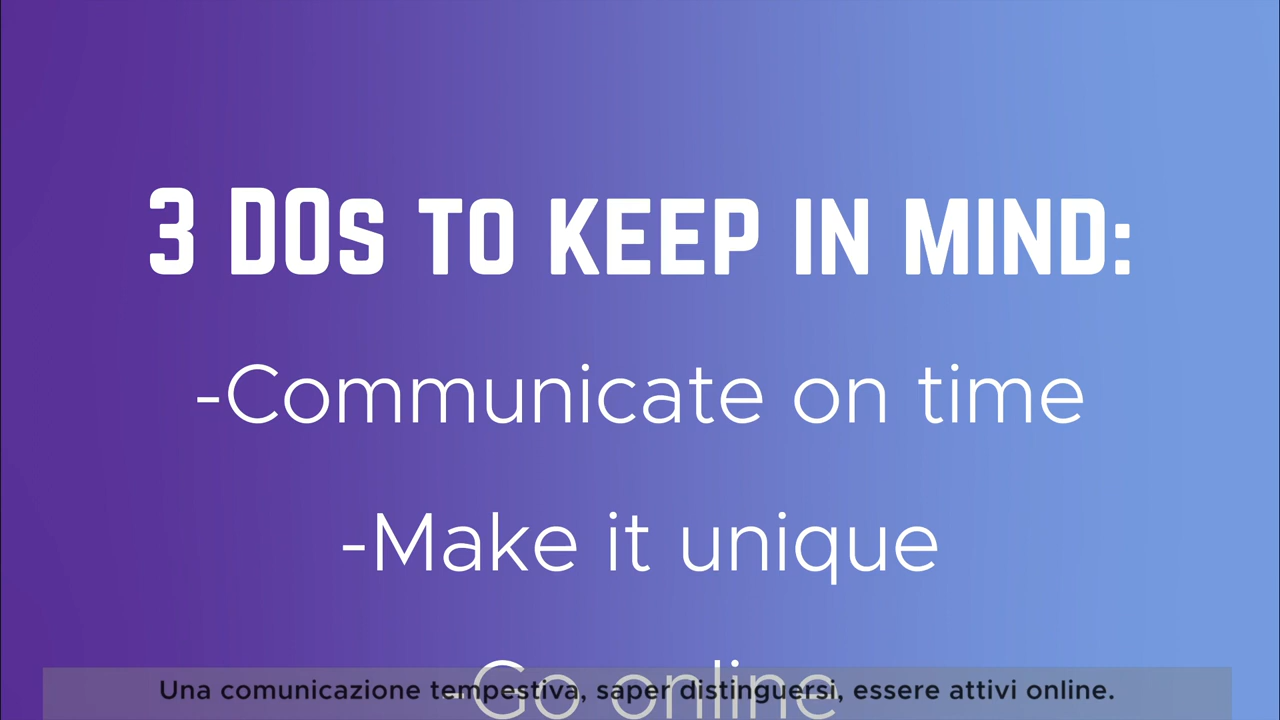 3 DOs TO KEEP IN MIND:
-Communicate on time
-Make it unique
-Go online
Una comunicazione tempestiva, saper distinguersi, essere attivi online.